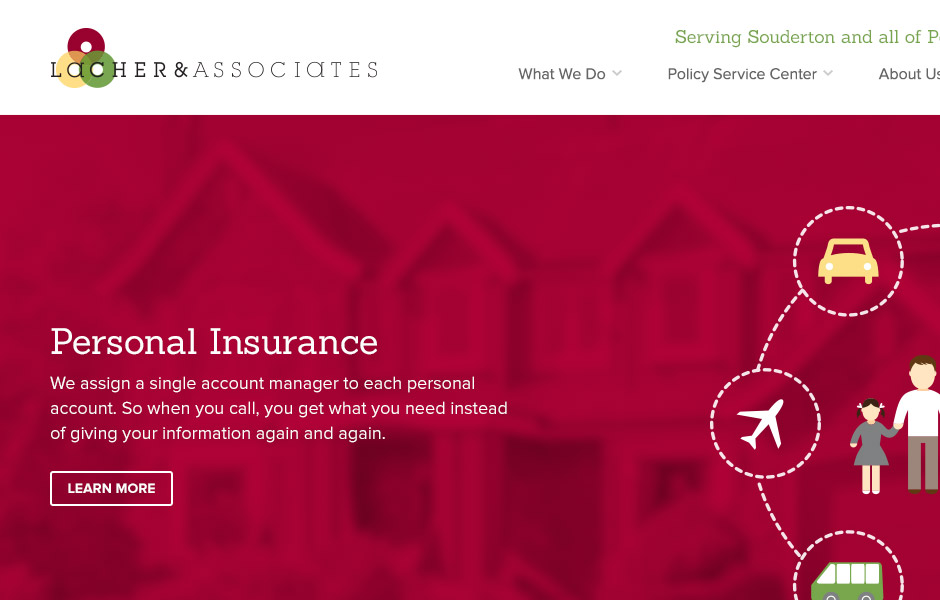 LaCHER&ASSOCIATES
Serving Souderton and all of
What We Do
Policy Service Center
About Us
Personal Insurance
We assign a single account manager to each personal
account. So when you call, you get what you need instead
of giving your information again and again.
LEARN MORE